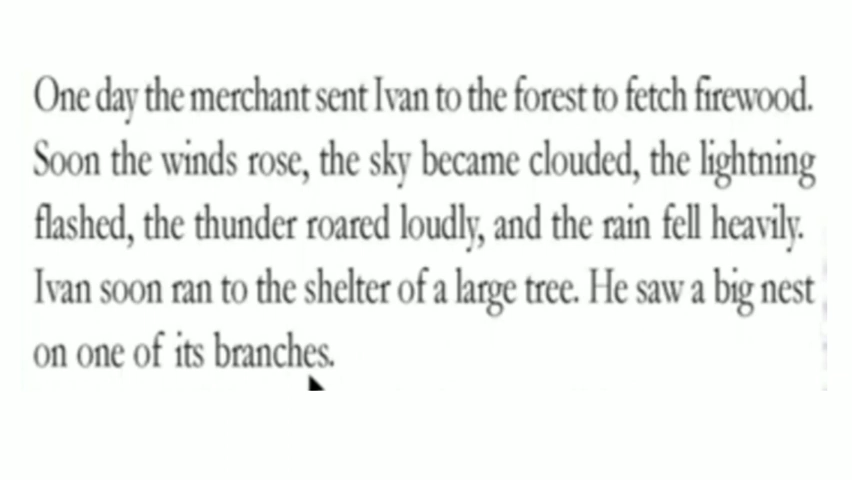 One day the merchant sent Ivan to the forest to fetch firewood.
Soon the winds rose, the sky became clouded, the lightning
flashed, the thunder roared loudly, and the rain fell heavily.
Ivan soon ran to the shelter of a large tree. He saw a big nest
on one of its branches.